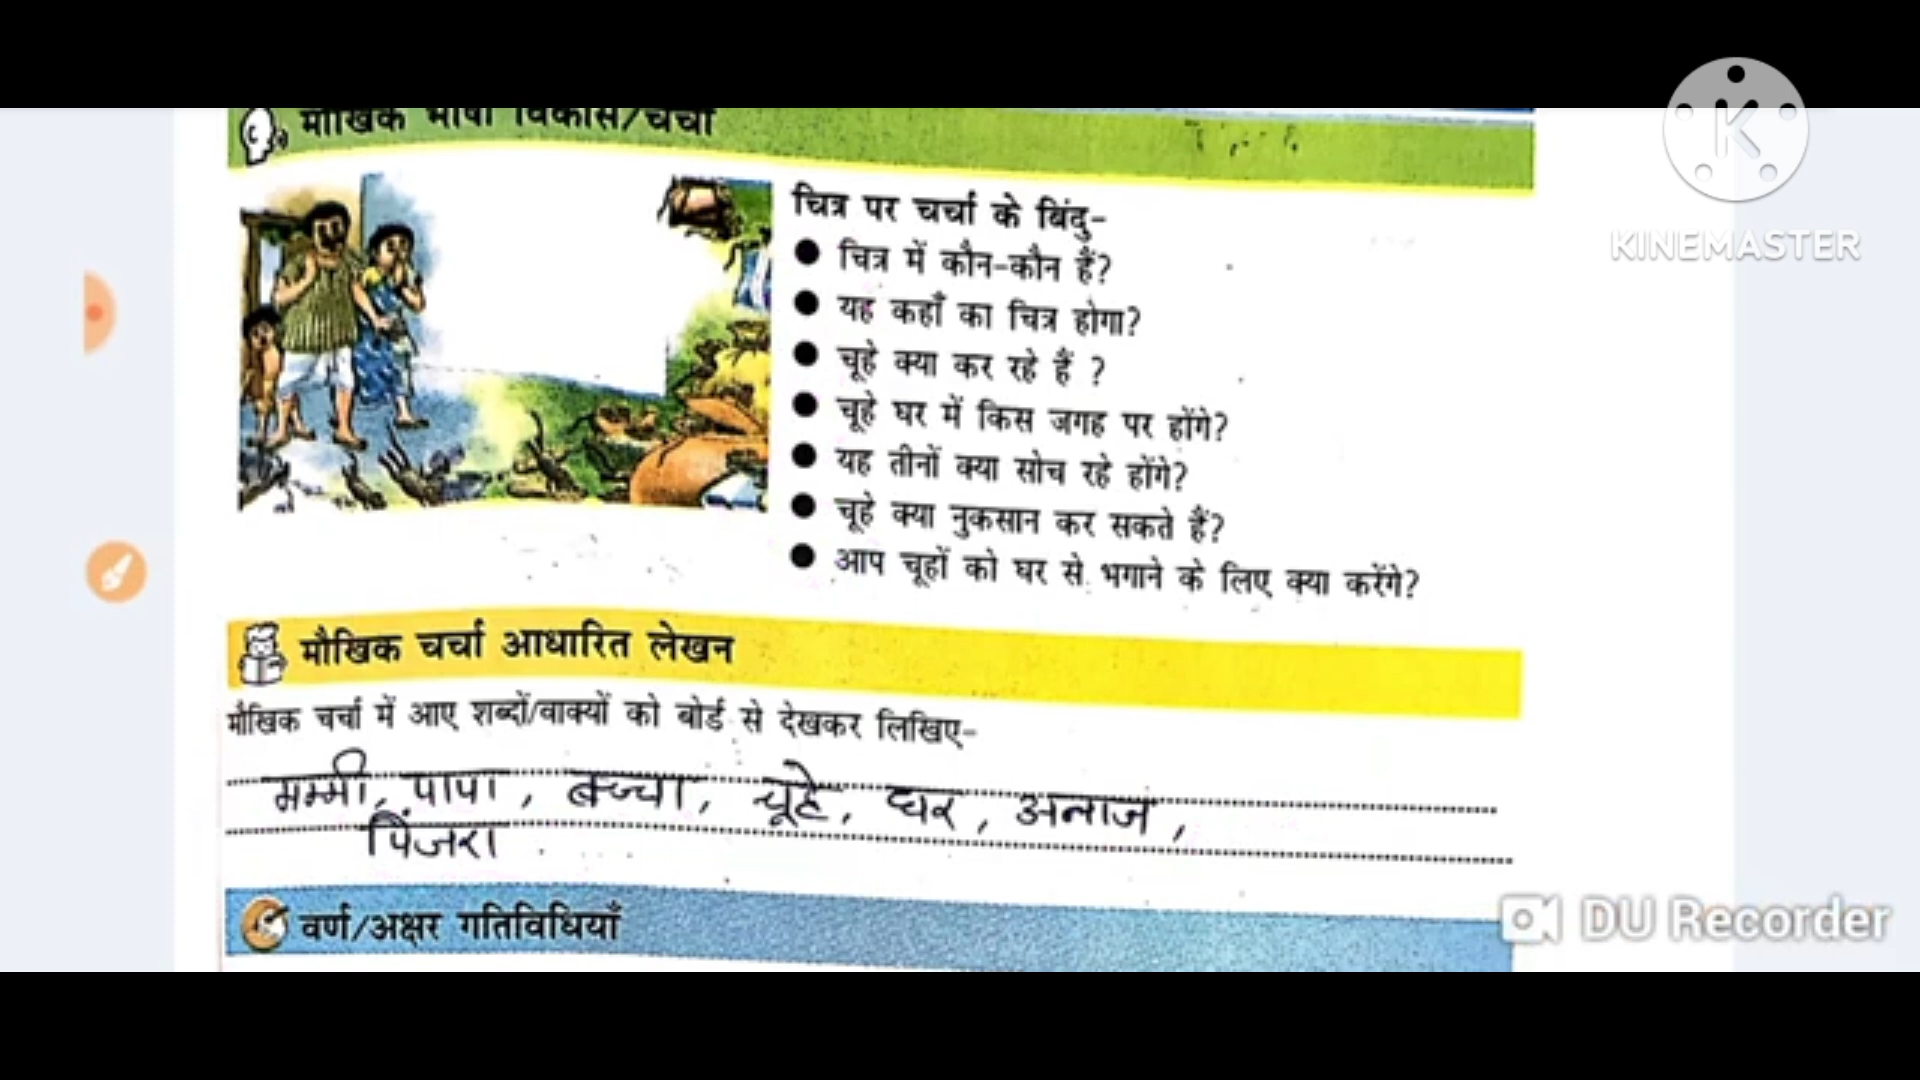 मौखिक भाषा विकास/चर्चा
चित्र पर चर्चा के बिंदु-
● चित्र में कौन-कौन हैं?
● यह कहाँ का चित्र होगा?
● चूहे क्या कर रहे हैं ?
● चूहे घर में किस जगह पर होंगे?
● यह तीनों क्या सोच रहे होंगे?
● चूहे क्या नुकसान कर सकते हैं?
● आप चूहों को घर से भगाने के लिए क्या करेंगे?
मौखिक चर्चा आधारित लेखन
मौखिक चर्चा में आए शब्दों/वाक्यों को बोर्ड से देखकर लिखिए-
मम्मी, पापा, बच्चा, चूहे, घर, अनाज,
पिंजरा
वर्ण/अक्षर गतिविधियाँ
K
KINEMASTER
DU Recorder